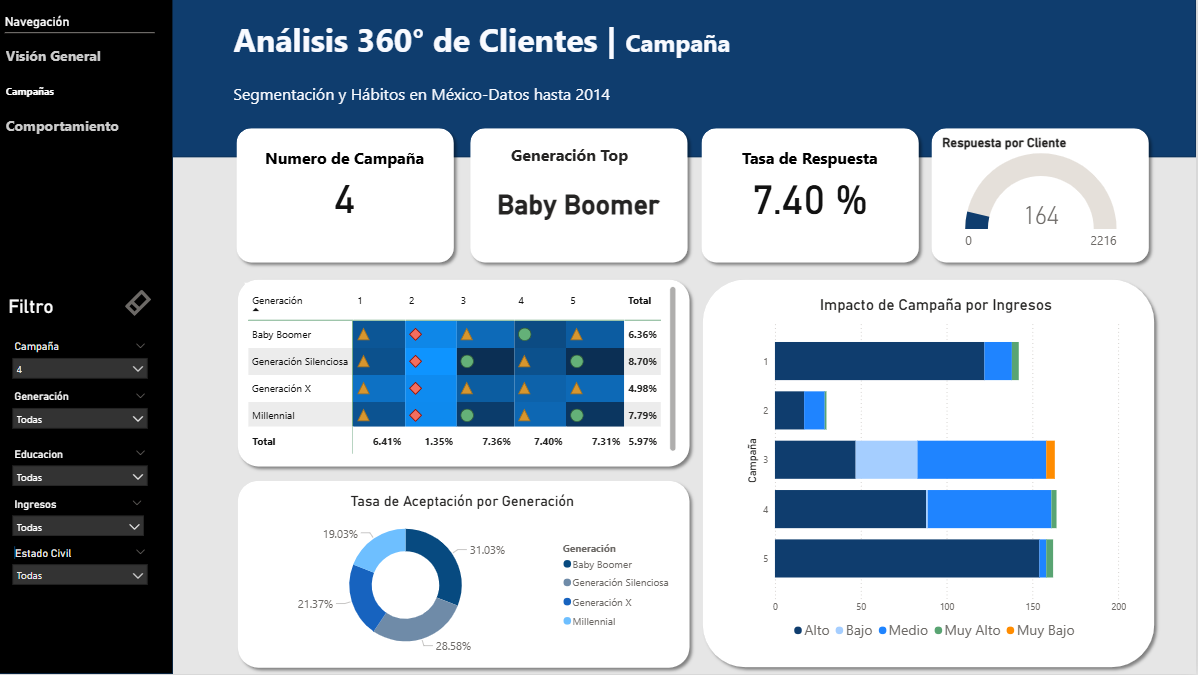 Navegación
Visión General
Campañas
Comportamiento
Filtro
Campaña
4
Generación
Todas
Educacion
Todas
Ingresos
Todas
Estado Civil
Todas
Análisis 360° de Clientes | Campaña
Segmentación y Hábitos en México-Datos hasta 2014
Numero de Campaña
4
Generación Top
Baby Boomer
Tasa de Respuesta
7.40 %
Respuesta por Cliente
164
0 2216
Generación 1 2 3 4 5 Total
Baby Boomer 6.36%
Generación Silenciosa 8.70%
Generación X 4.98%
Millennial 7.79%
Total 6.41% 1.35% 7.36% 7.40% 7.31% 5.97%
Tasa de Aceptación por Generación
19.03%
31.03%
21.37%
28.58%
Generación
Baby Boomer
Generación Silenciosa
Generación X
Millennial
Impacto de Campaña por Ingresos
Campaña
1
2
3
4
5
0 50 100 150 200
Alto Bajo Medio Muy Alto Muy Bajo